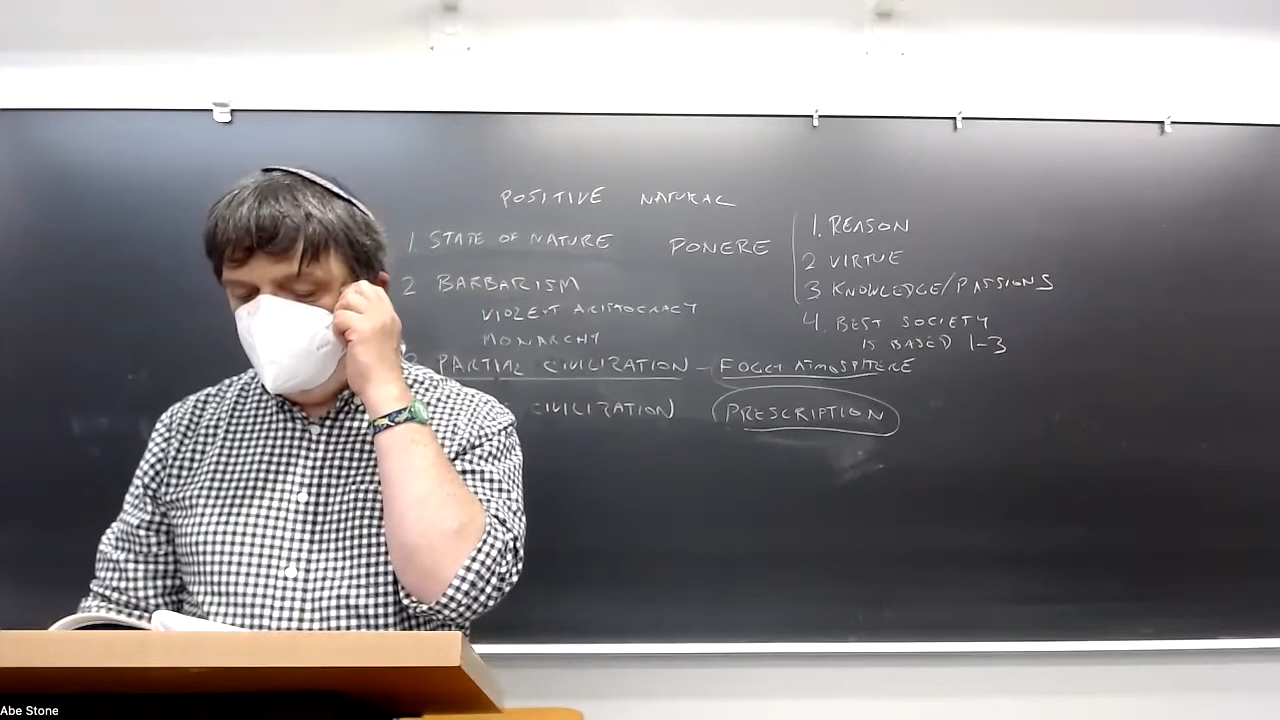 POSITIVE NATURAL
1. STATE OF NATURE
2 BARBARISM
VIOLENT ARISTOCRACY
MONARCHY
PARTIAL CIVILIZATION — FOGGY ATMOSPHERE
CIVILIZATION) PRESCRIPTION
PONERE
1. REASON
2 VIRTUE
3 KNOWLEDGE/PASSIONS
4. BEST SOCIETY
IS BASED 1-3
Abe Stone